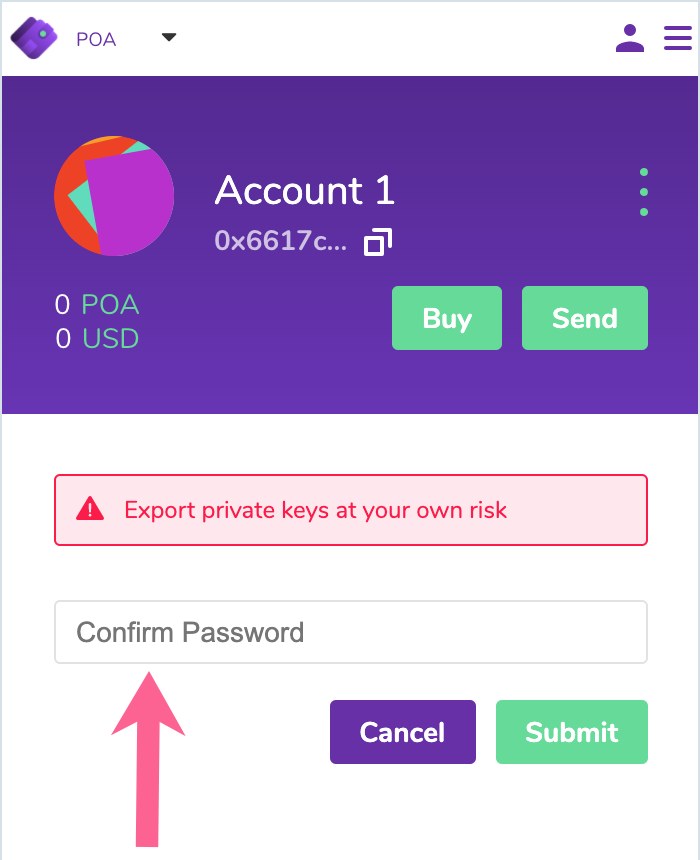 POA
Account 1
0x6617c...
0 POA
0 USD
Buy
Send
Export private keys at your own risk
Confirm Password
Cancel
Submit